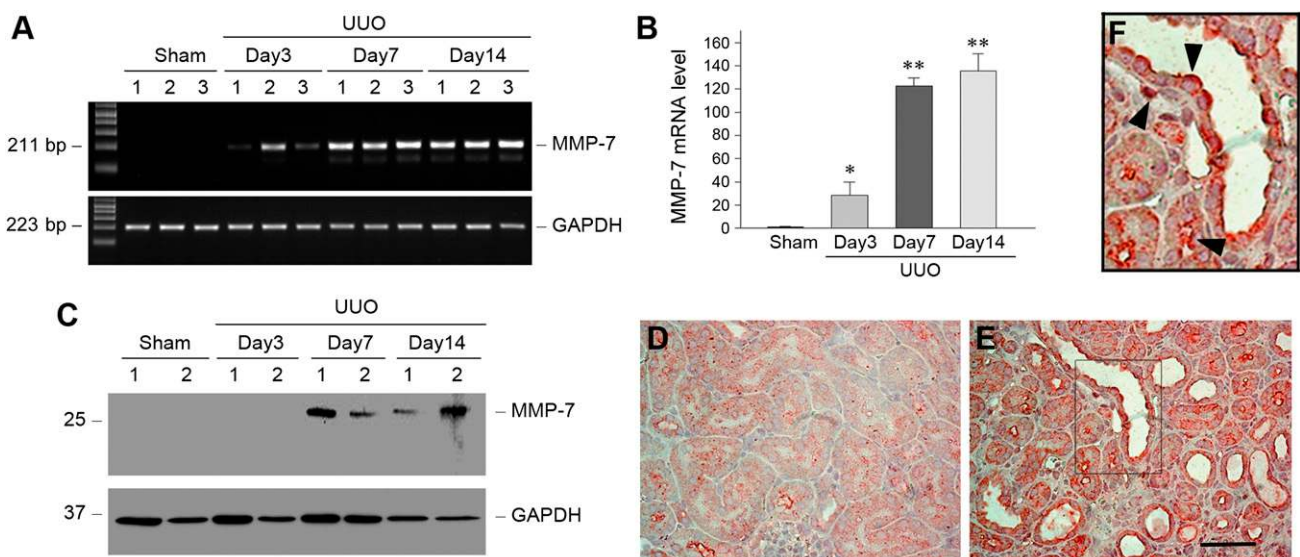 A
UUO
Sham Day3 Day7 Day14
1 2 3 1 2 3 1 2 3 1 2 3
211 bp – – MMP-7
223 bp – – GAPDH
B
MMP-7 mRNA level
160
140
120
100
80
60
40
20
0
* ** **
Sham Day3 Day7 Day14
UUO
C
UUO
Sham Day3 Day7 Day14
1 2 1 2 1 2 1 2
25 – – MMP-7
37 – – GAPDH
D
E
F